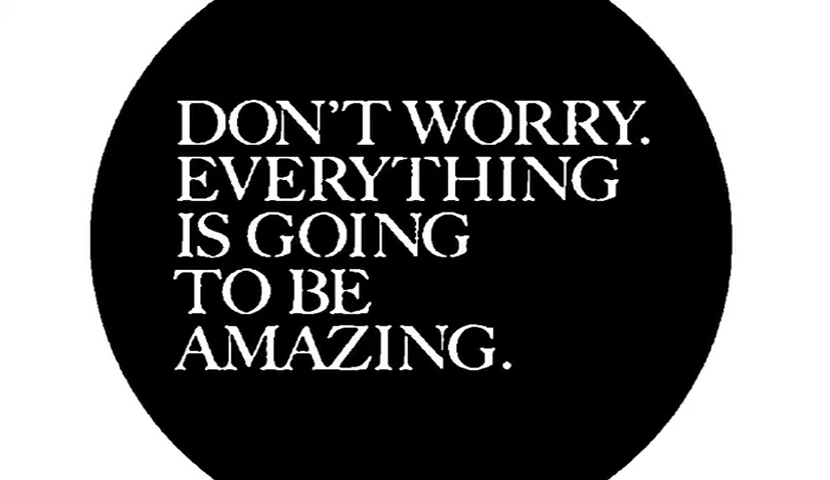 DON'T WORRY.
EVERYTHING
IS GOING
TO BE
AMAZING.